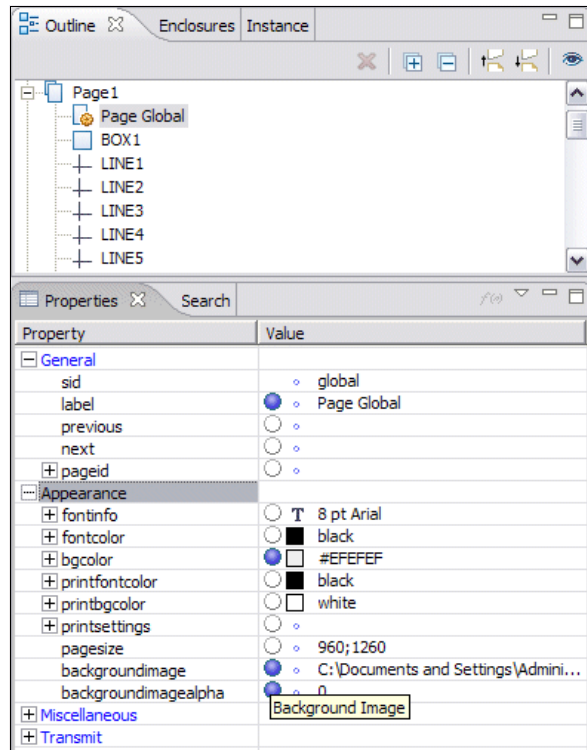 Outline Enclosures Instance
Page1
Page Global
BOX1
LINE1
LINE2
LINE3
LINE4
LINE5
Properties Search f(x)
Property Value
General
sid global
label Page Global
previous
next
pageid
Appearance
fontinfo T 8 pt Arial
fontcolor black
bgcolor #EFEFEF
printfontcolor black
printbgcolor white
printsettings
pagesize 960;1260
backgroundimage C:\Documents and Settings\Admini...
backgroundimagealpha 0
Background Image
Miscellaneous
Transmit